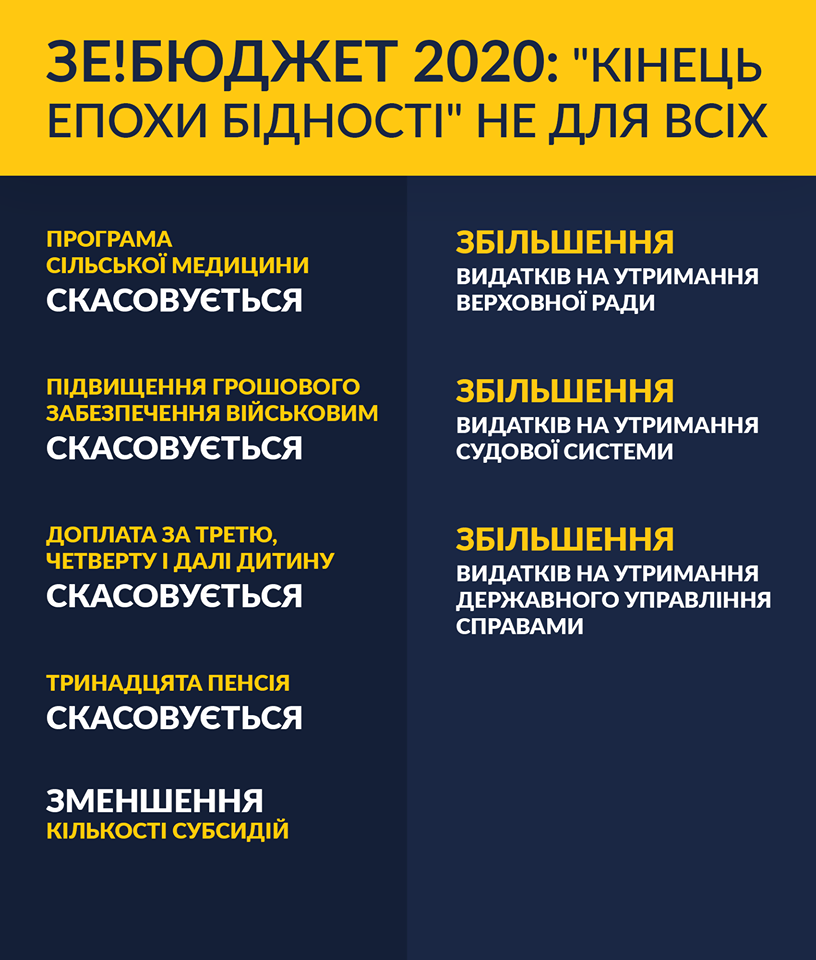 ЗЕ!БЮДЖЕТ 2020: "КІНЕЦЬ
ЕПОХИ БІДНОСТІ" НЕ ДЛЯ ВСІХ
ПРОГРАМА
СІЛЬСЬКОЇ МЕДИЦИНИ
СКАСОВУЄТЬСЯ
ПІДВИЩЕННЯ ГРОШОВОГО
ЗАБЕЗПЕЧЕННЯ ВІЙСЬКОВИМ
СКАСОВУЄТЬСЯ
ДОПЛАТА ЗА ТРЕТЮ,
ЧЕТВЕРТУ І ДАЛІ ДИТИНУ
СКАСОВУЄТЬСЯ
ТРИНАДЦЯТА ПЕНСІЯ
СКАСОВУЄТЬСЯ
ЗМЕНШЕННЯ
КІЛЬКОСТІ СУБСИДІЙ
ЗБІЛЬШЕННЯ
ВИДАТКІВ НА УТРИМАННЯ
ВЕРХОВНОЇ РАДИ
ЗБІЛЬШЕННЯ
ВИДАТКІВ НА УТРИМАННЯ
СУДОВОЇ СИСТЕМИ
ЗБІЛЬШЕННЯ
ВИДАТКІВ НА УТРИМАННЯ
ДЕРЖАВНОГО УПРАВЛІННЯ
СПРАВАМИ